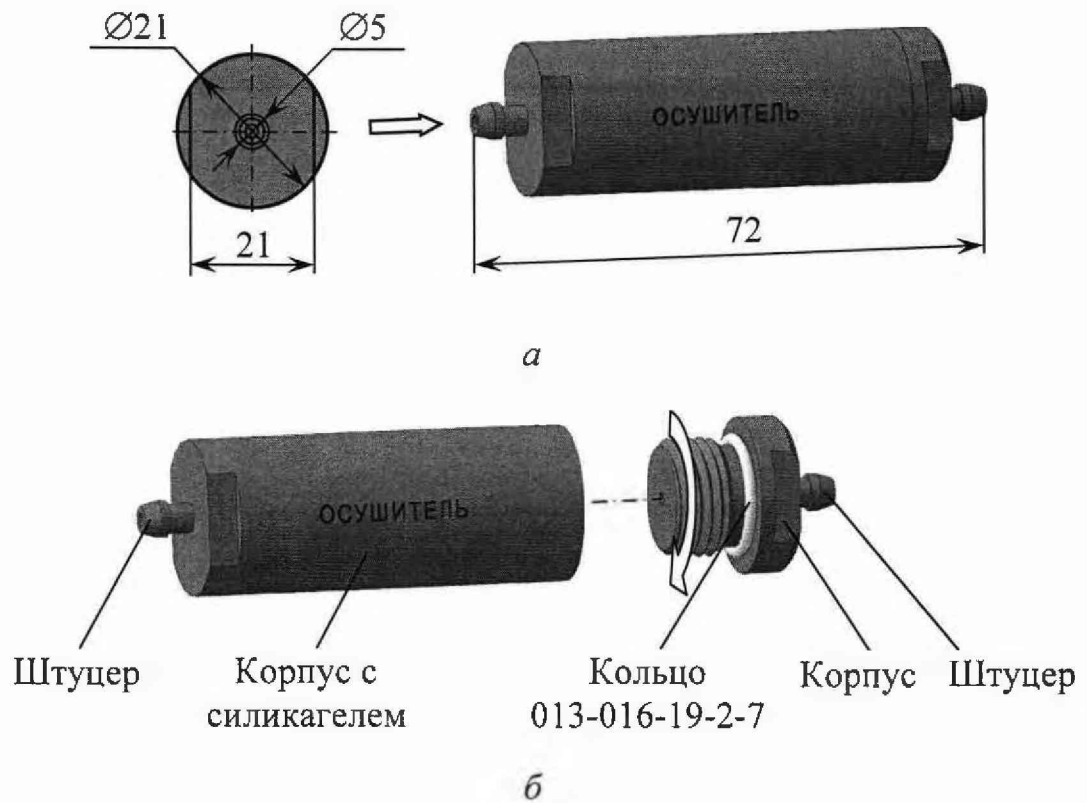 Ø21
Ø5
ОСУШИТЕЛЬ
21
72
а
ОСУШИТЕЛЬ
Штуцер
Корпус с
силикагелем
Кольцо
013-016-19-2-7
Корпус
Штуцер
б